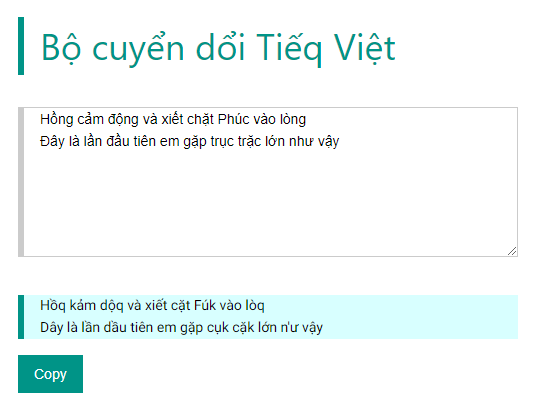 Bộ cuyển dổi Tiếq Việt
Hồng cảm động và xiết chặt Phúc vào lòng
Đây là lần đầu tiên em gặp trục trặc lớn như vậy
Hồq kảm dộq và xiết cặt Fúk vào lòq
Dây là lần dầu tiên em gặp cụk cặk lớn n'ư vậy
Copy